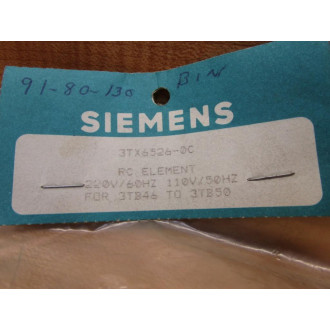 91-80-130 BIN
SIEMENS
3TX6526-0C
RC ELEMENT
220V/60HZ 110V/50HZ
FOR 3TB46 TO 3TB50